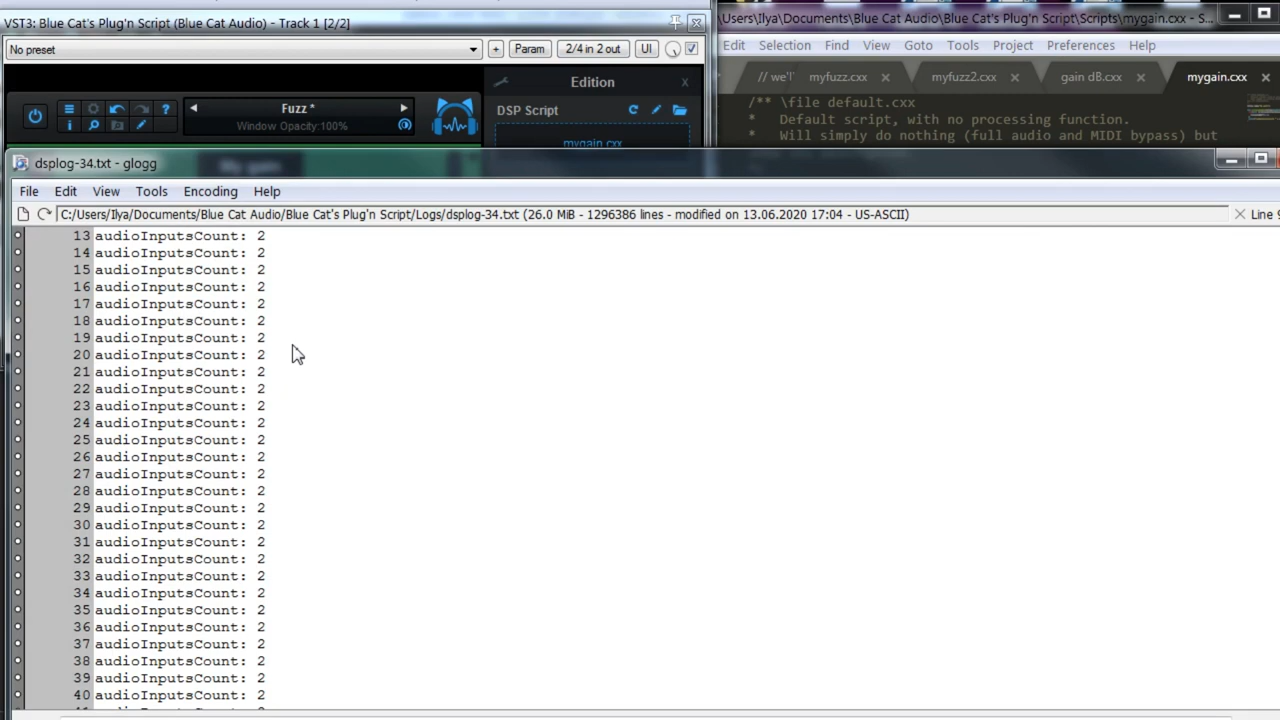 VST3: Blue Cat's Plug'n Script (Blue Cat Audio) - Track 1 [2/2]
No preset
+
Param
2/4 in 2 out
UI
Edition
x
Fuzz *
Window Opacity:100%
DSP Script
mygain.cxx
\Users\Ilya\Documents\Blue Cat Audio\Blue Cat's Plug'n Script\Scripts\mygain.cxx - S...
Edit Selection Find View Goto Tools Project Preferences Help
// we'll myfuzz.cxx myfuzz2.cxx gain dB.cxx mygain.cxx
/** \file default.cxx
* Default script, with no processing function.
* Will simply do nothing (full audio and MIDI bypass) but
dsplog-34.txt - glogg
File Edit View Tools Encoding Help
C:/Users/Ilya/Documents/Blue Cat Audio/Blue Cat's Plug'n Script/Logs/dsplog-34.txt (26.0 MiB - 1296386 lines - modified on 13.06.2020 17:04 - US-ASCII)
Line 9
13 audioInputsCount: 2
14 audioInputsCount: 2
15 audioInputsCount: 2
16 audioInputsCount: 2
17 audioInputsCount: 2
18 audioInputsCount: 2
19 audioInputsCount: 2
20 audioInputsCount: 2
21 audioInputsCount: 2
22 audioInputsCount: 2
23 audioInputsCount: 2
24 audioInputsCount: 2
25 audioInputsCount: 2
26 audioInputsCount: 2
27 audioInputsCount: 2
28 audioInputsCount: 2
29 audioInputsCount: 2
30 audioInputsCount: 2
31 audioInputsCount: 2
32 audioInputsCount: 2
33 audioInputsCount: 2
34 audioInputsCount: 2
35 audioInputsCount: 2
36 audioInputsCount: 2
37 audioInputsCount: 2
38 audioInputsCount: 2
39 audioInputsCount: 2
40 audioInputsCount: 2